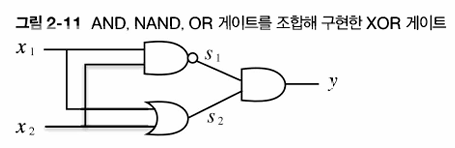 그림 2-11 AND, NAND, OR 게이트를 조합해 구현한 XOR 게이트
x1
s1
y
x2
s2